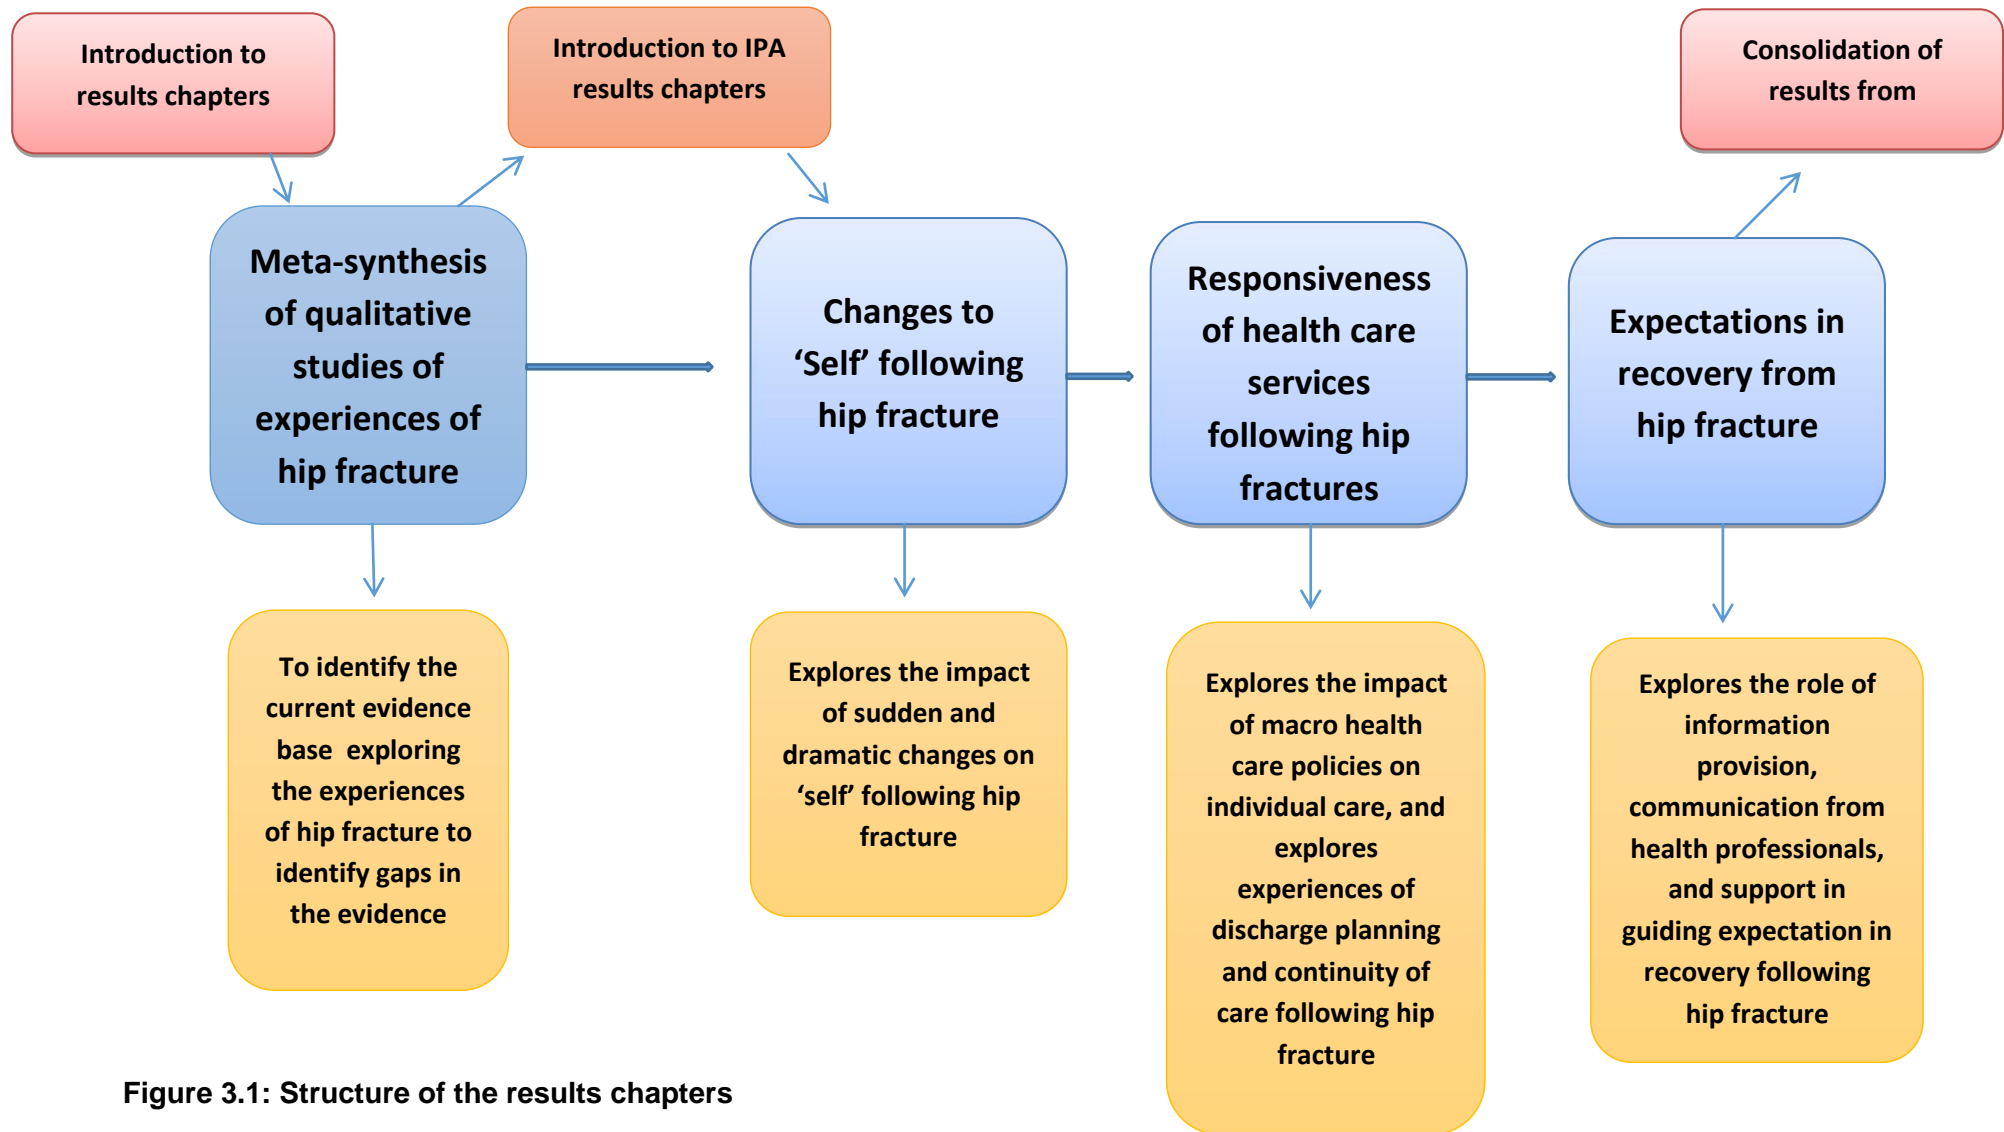 Introduction to
results chapters
Introduction to IPA
results chapters
Consolidation of
results from
Meta-synthesis
of qualitative
studies of
experiences of
hip fracture
Changes to
‘Self’ following
hip fracture
Responsiveness
of health care
services
following hip
fractures
Expectations in
recovery from
hip fracture
To identify the
current evidence
base  exploring
the experiences
of hip fracture to
identify gaps in
the evidence
Explores the impact
of sudden and
dramatic changes on
‘self’ following hip
fracture
Explores the impact
of macro health
care policies on
individual care, and
explores
experiences of
discharge planning
and continuity of
care following hip
fracture
Explores the role of
information
provision,
communication from
health professionals,
and support in
guiding expectation in
recovery following
hip fracture
Figure 3.1: Structure of the results chapters